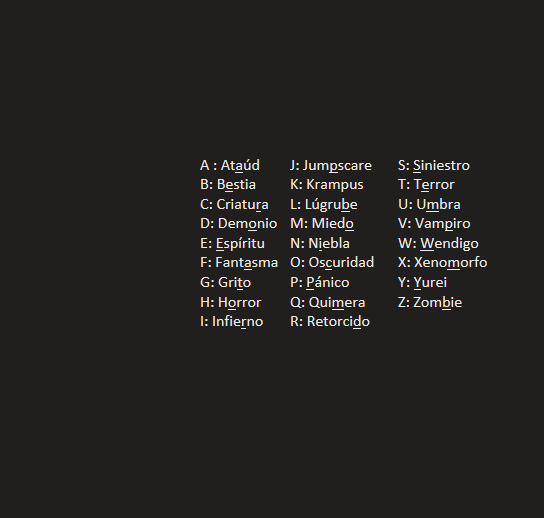 A : Ataúd
B: Bestia
C: Criatura
D: Demonio
E: Espíritu
F: Fantasma
G: Grito
H: Horror
I: Infierno
J: Jumpscare
K: Krampus
L: Lúgrube
M: Miedo
N: Niebla
O: Oscuridad
P: Pánico
Q: Quimera
R: Retorcido
S: Siniestro
T: Terror
U: Umbra
V: Vampiro
W: Wendigo
X: Xenomorfo
Y: Yurei
Z: Zombie